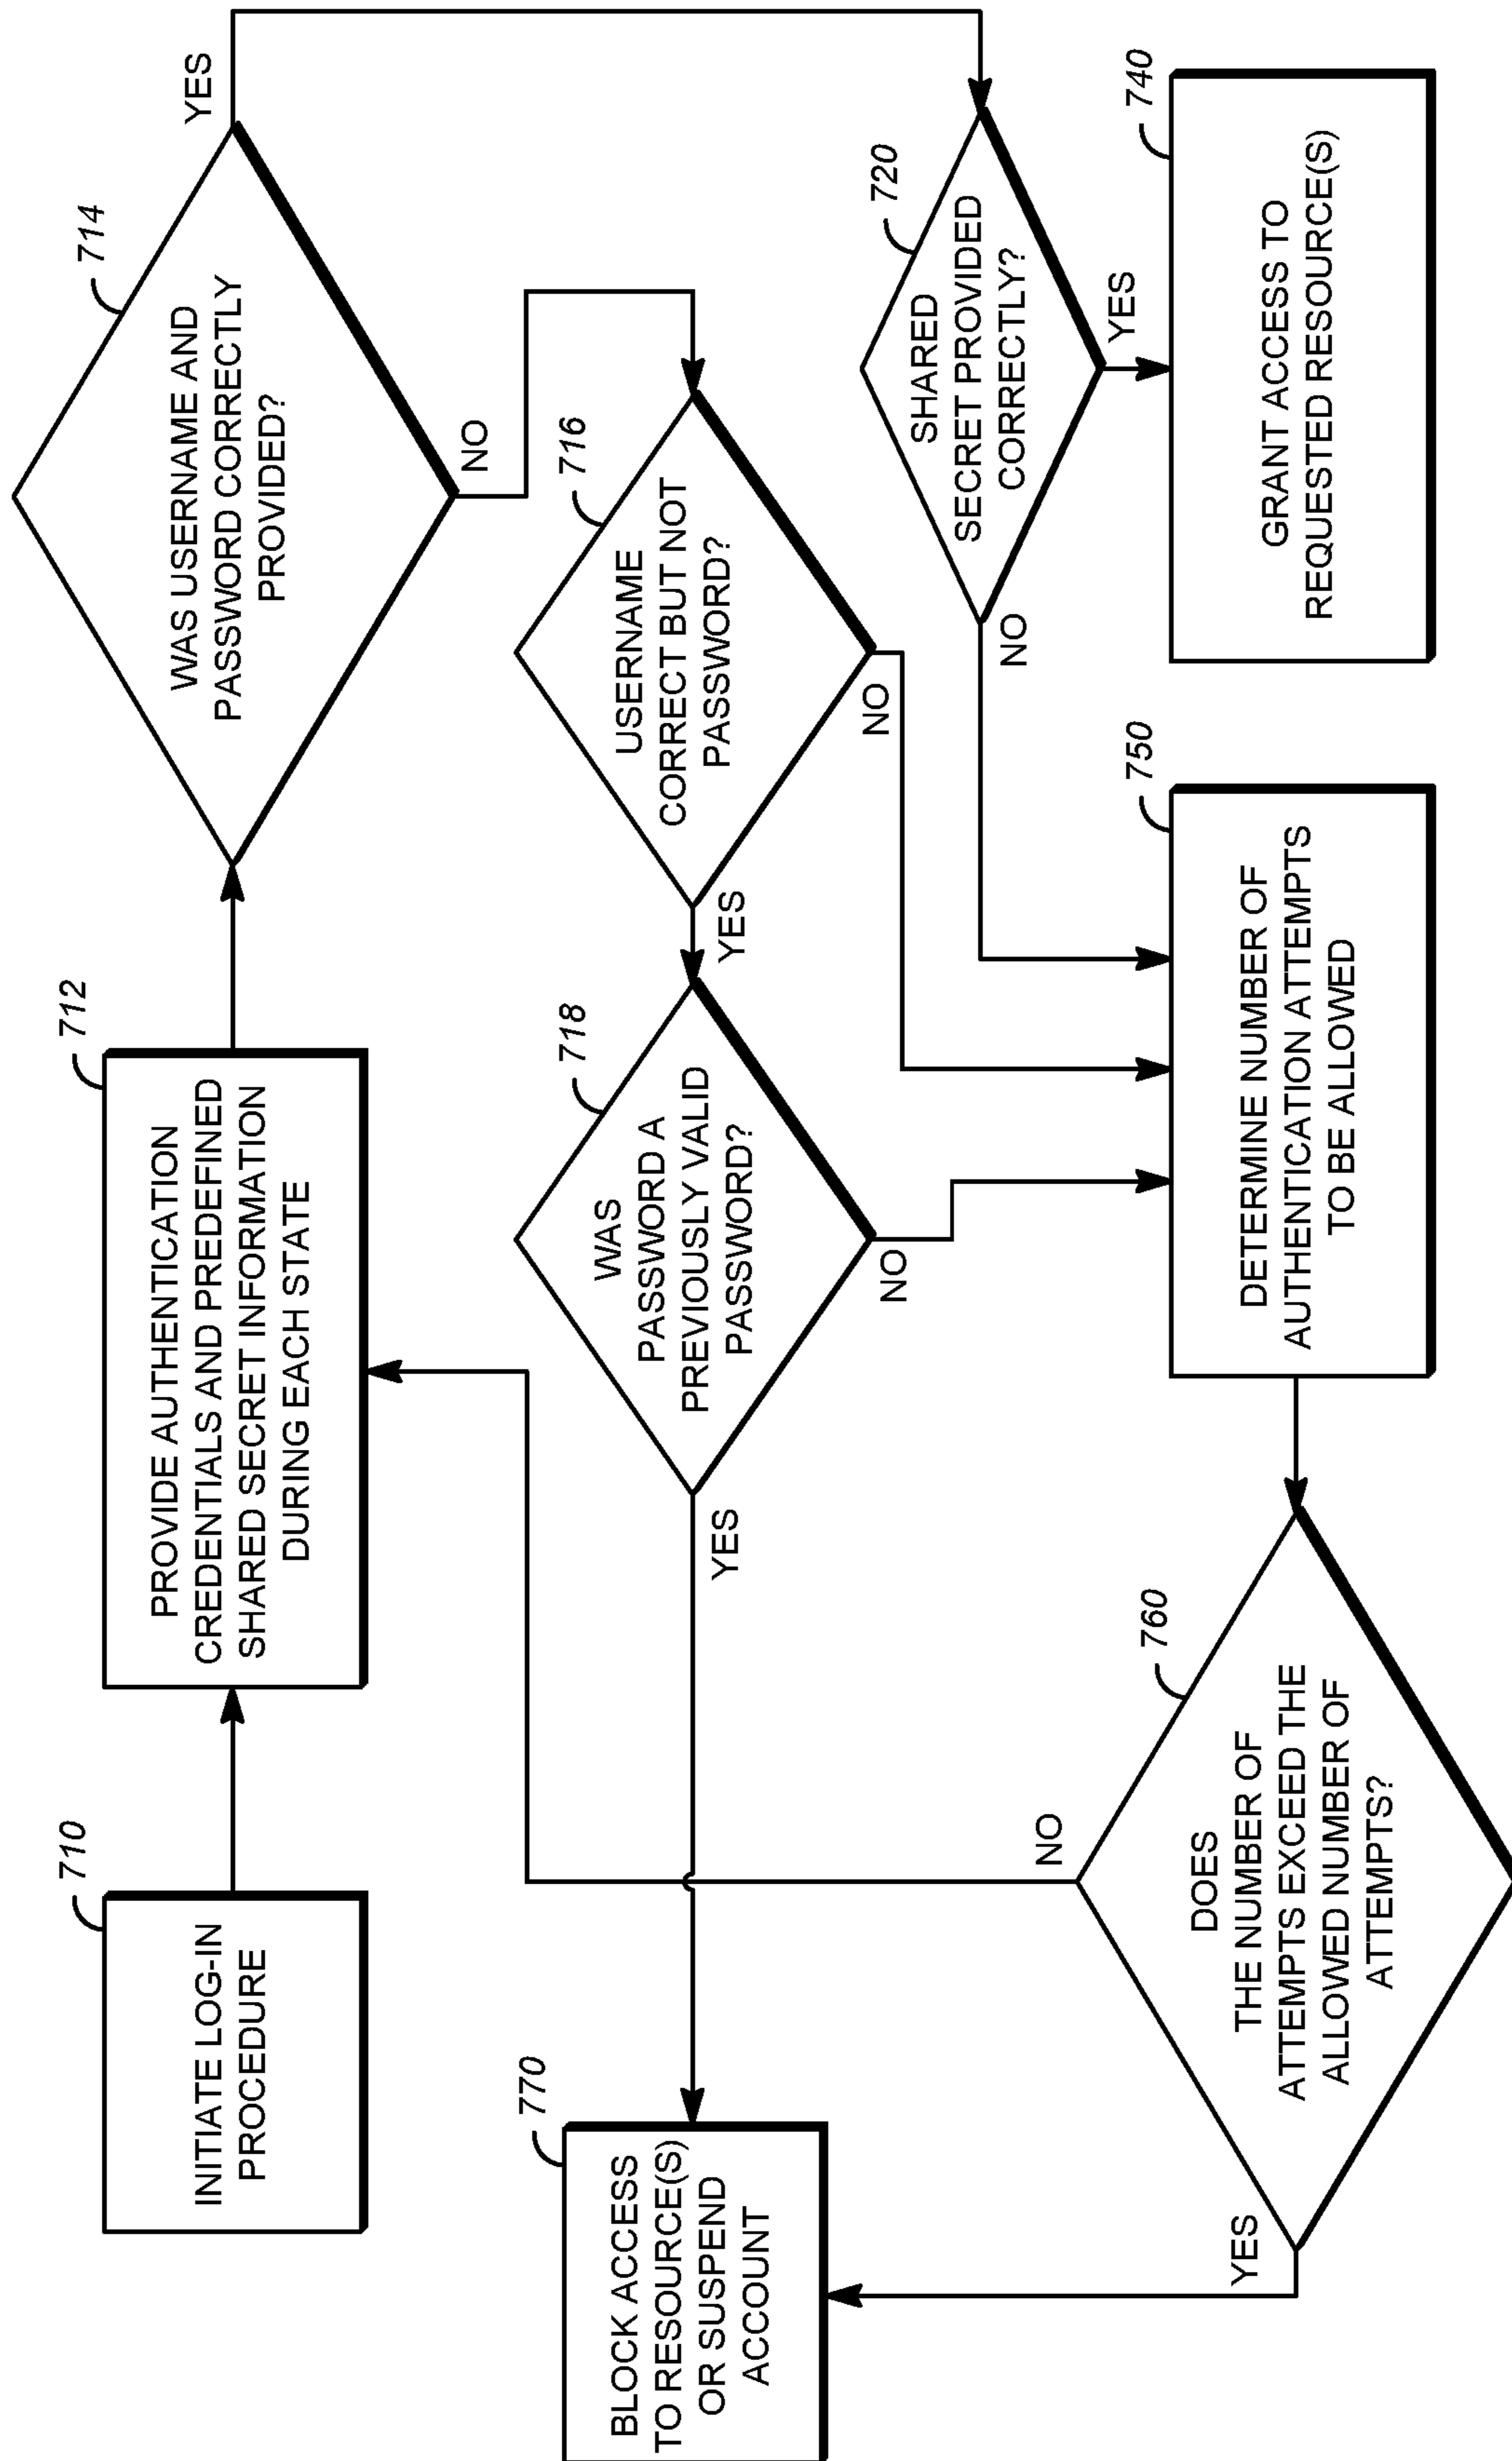 710
INITIATE LOG-IN
PROCEDURE
712
PROVIDE AUTHENTICATION
CREDENTIALS AND PREDEFINED
SHARED SECRET INFORMATION
DURING EACH STATE
714
WAS USERNAME AND
PASSWORD CORRECTLY
PROVIDED?
YES
NO
716
USERNAME
CORRECT BUT NOT
PASSWORD?
YES
NO
718
WAS
PASSWORD A
PREVIOUSLY VALID
PASSWORD?
YES
NO
720
SHARED
SECRET PROVIDED
CORRECTLY?
YES
NO
740
GRANT ACCESS TO
REQUESTED RESOURCE(S)
750
DETERMINE NUMBER OF
AUTHENTICATION ATTEMPTS
TO BE ALLOWED
760
DOES
THE NUMBER OF
ATTEMPTS EXCEED THE
ALLOWED NUMBER OF
ATTEMPTS?
NO
YES
770
BLOCK ACCESS
TO RESOURCE(S)
OR SUSPEND
ACCOUNT